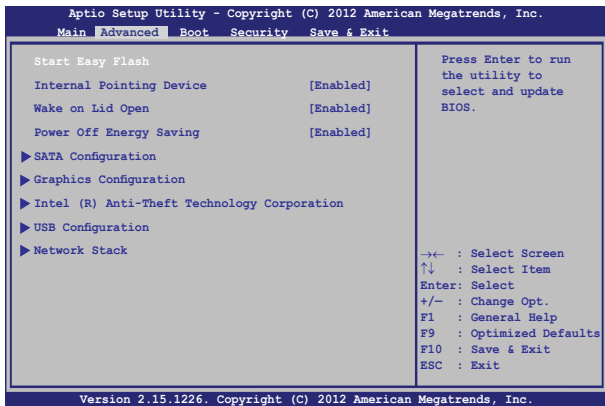 Aptio Setup Utility - Copyright (C) 2012 American Megatrends, Inc.
Main Advanced Boot Security Save & Exit
Start Easy Flash
Internal Pointing Device [Enabled]
Wake on Lid Open [Enabled]
Power Off Energy Saving [Enabled]
SATA Configuration
Graphics Configuration
Intel (R) Anti-Theft Technology Corporation
USB Configuration
Network Stack
Press Enter to run
the utility to
select and update
BIOS.
→← : Select Screen
↑↓ : Select Item
Enter: Select
+/— : Change Opt.
F1 : General Help
F9 : Optimized Defaults
F10 : Save & Exit
ESC : Exit
Version 2.15.1226. Copyright (C) 2012 American Megatrends, Inc.